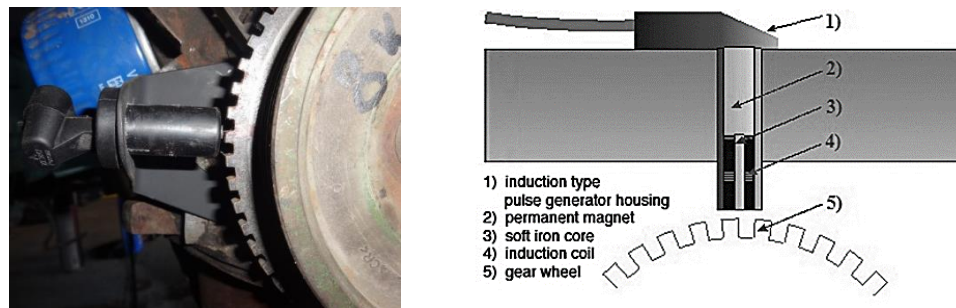 1)
2)
3)
4)
5)
1) induction type
pulse generator housing
2) permanent magnet
3) soft iron core
4) induction coil
5) gear wheel